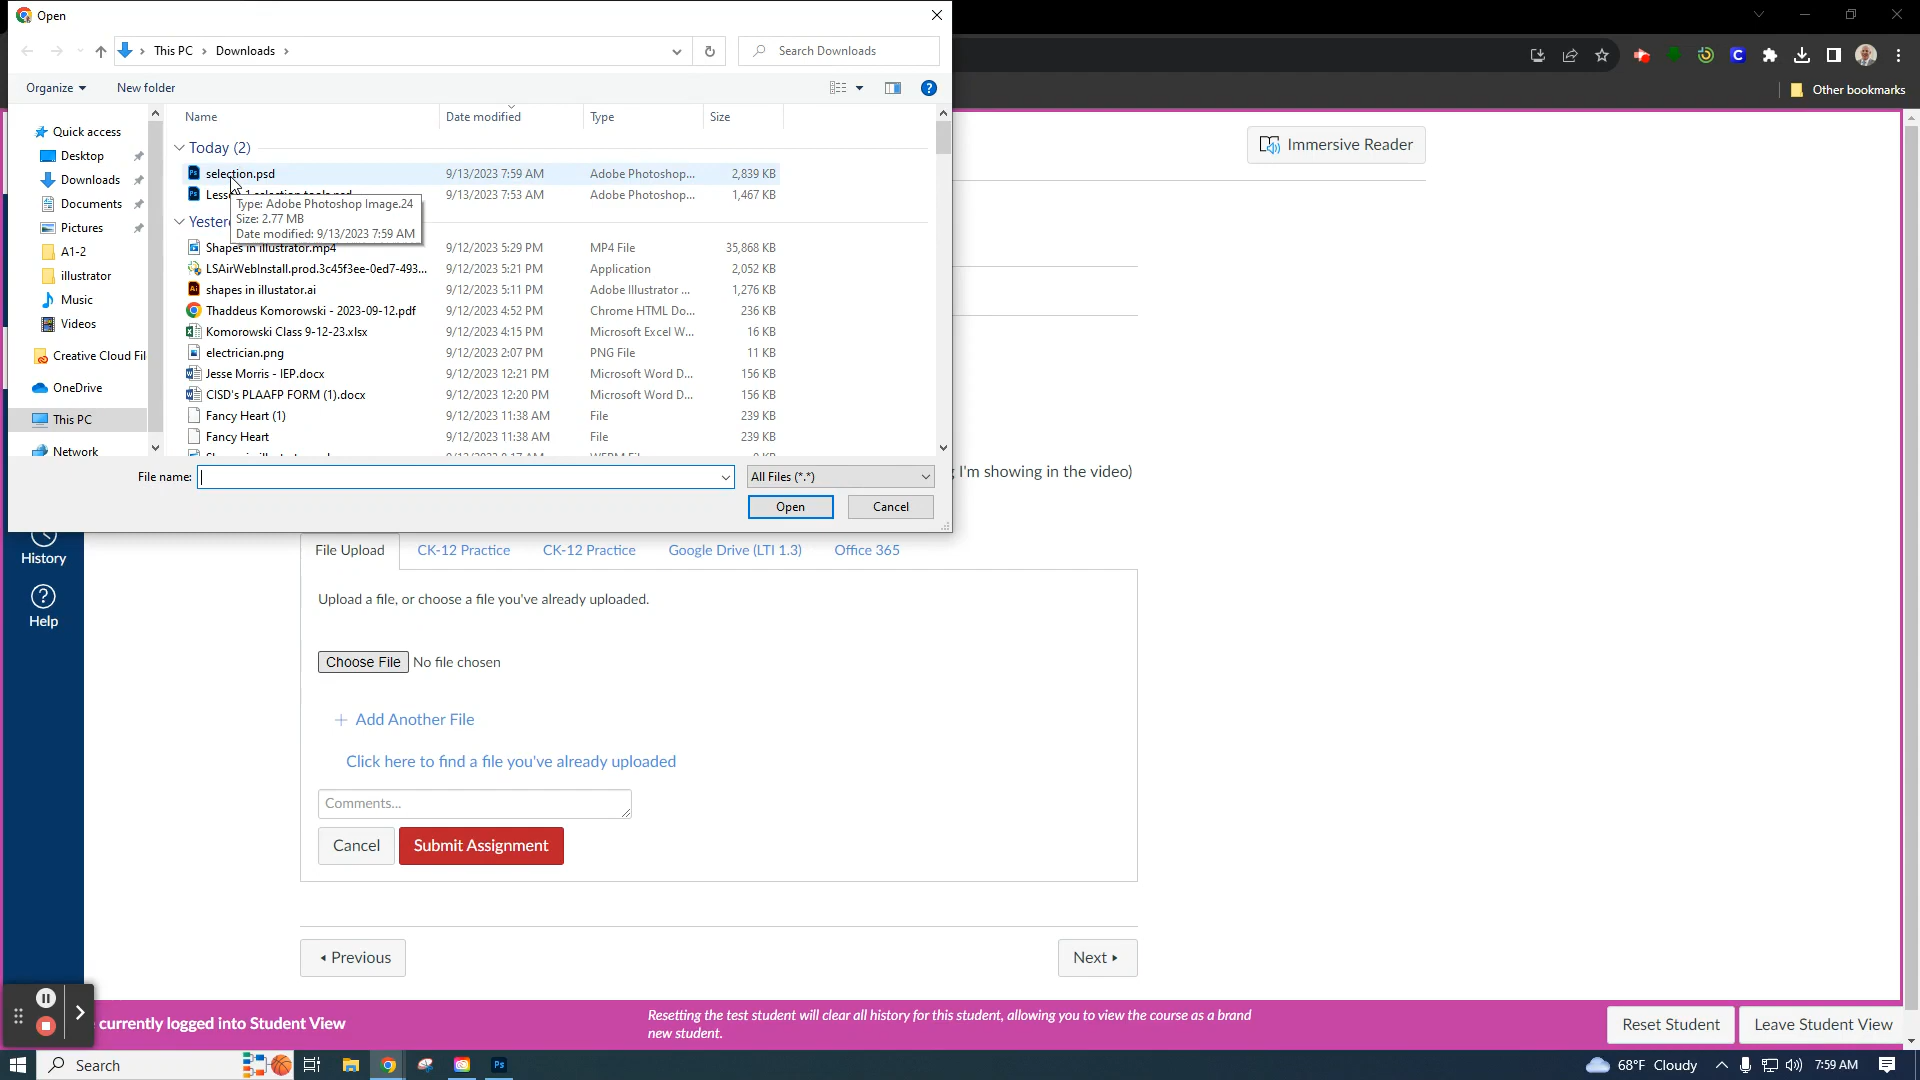 Open
This PC
Downloads
Search Downloads
Organize
New folder
Name
Date modified
Type
Size
Quick access
Desktop
Downloads
Documents
Pictures
A1-2
illustrator
Music
Videos
Creative Cloud Fil
OneDrive
This PC
Network
Today (2)
selection.psd 9/13/2023 7:59 AM Adobe Photoshop... 2,839 KB
9/13/2023 7:53 AM Adobe Photoshop... 1,467 KB
Type: Adobe Photoshop Image.24
Size: 2.77 MB
Date modified: 9/13/2023 7:59 AM
Shapes in illustrator.mp4 9/12/2023 5:29 PM MP4 File 35,868 KB
LSAirWebInstall.prod.3c45f3ee-0ed7-493... 9/12/2023 5:21 PM Application 2,052 KB
shapes in illustator.ai 9/12/2023 5:11 PM Adobe Illustrator ... 1,276 KB
Thaddeus Komorowski - 2023-09-12.pdf 9/12/2023 4:52 PM Chrome HTML Do... 236 KB
Komorowski Class 9-12-23.xlsx 9/12/2023 4:15 PM Microsoft Excel W... 16 KB
electrician.png 9/12/2023 2:07 PM PNG File 11 KB
Jesse Morris - IEP.docx 9/12/2023 12:21 PM Microsoft Word D... 156 KB
CISD's PLAAFP FORM (1).docx 9/12/2023 12:20 PM Microsoft Word D... 156 KB
Fancy Heart (1) 9/12/2023 11:38 AM File 239 KB
Fancy Heart 9/12/2023 11:38 AM File 239 KB
File name:
All Files (*.*)
Open
Cancel
Other bookmarks
Immersive Reader
I'm showing in the video)
History
Help
File Upload
CK-12 Practice
CK-12 Practice
Google Drive (LTI 1.3)
Office 365
Upload a file, or choose a file you've already uploaded.
Choose File No file chosen
+ Add Another File
Click here to find a file you've already uploaded
Comments...
Cancel
Submit Assignment
Previous
Next
currently logged into Student View
Resetting the test student will clear all history for this student, allowing you to view the course as a brand
new student.
Reset Student
Leave Student View
Search
Ps
68°F Cloudy
7:59 AM